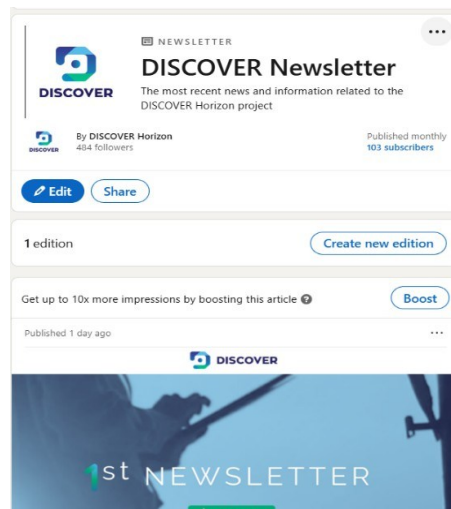 NEWSLETTER
DISCOVER Newsletter
DISCOVER
The most recent news and information related to the
DISCOVER Horizon project
DISCOVER
By DISCOVER Horizon
484 followers
Published monthly
103 subscribers
Edit
Share
1 edition
Create new edition
Get up to 10x more impressions by boosting this article
Boost
Published 1 day ago
DISCOVER
1st NEWSLETTER